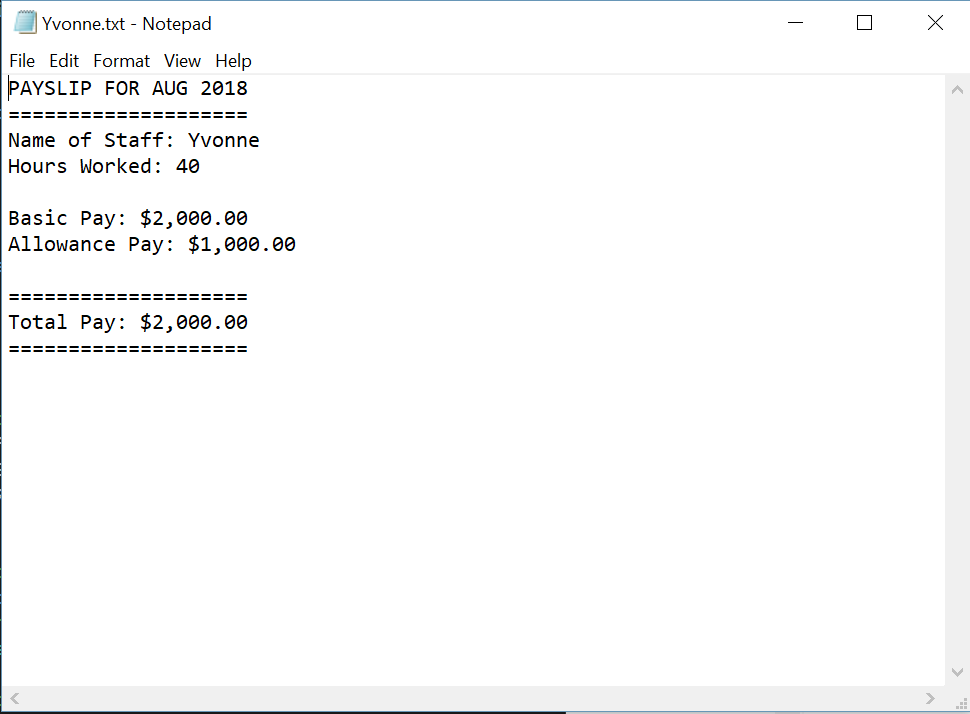 Yvonne.txt - Notepad
File Edit Format View Help
PAYSLIP FOR AUG 2018
====================
Name of Staff: Yvonne
Hours Worked: 40
Basic Pay: $2,000.00
Allowance Pay: $1,000.00
====================
Total Pay: $2,000.00
====================